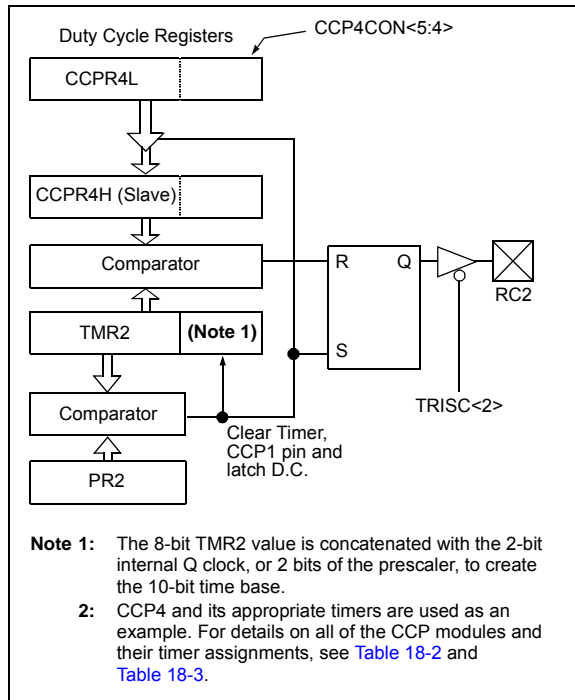 Duty Cycle Registers
CCP4CON<5:4>
CCPR4L
CCPR4H (Slave)
Comparator
R
Q
RC2
TMR2
(Note 1)
S
TRISC<2>
Comparator
Clear Timer,
CCP1 pin and
latch D.C.
PR2
Note 1: The 8-bit TMR2 value is concatenated with the 2-bit
internal Q clock, or 2 bits of the prescaler, to create
the 10-bit time base.
2: CCP4 and its appropriate timers are used as an
example. For details on all of the CCP modules and
their timer assignments, see Table 18-2 and
Table 18-3.